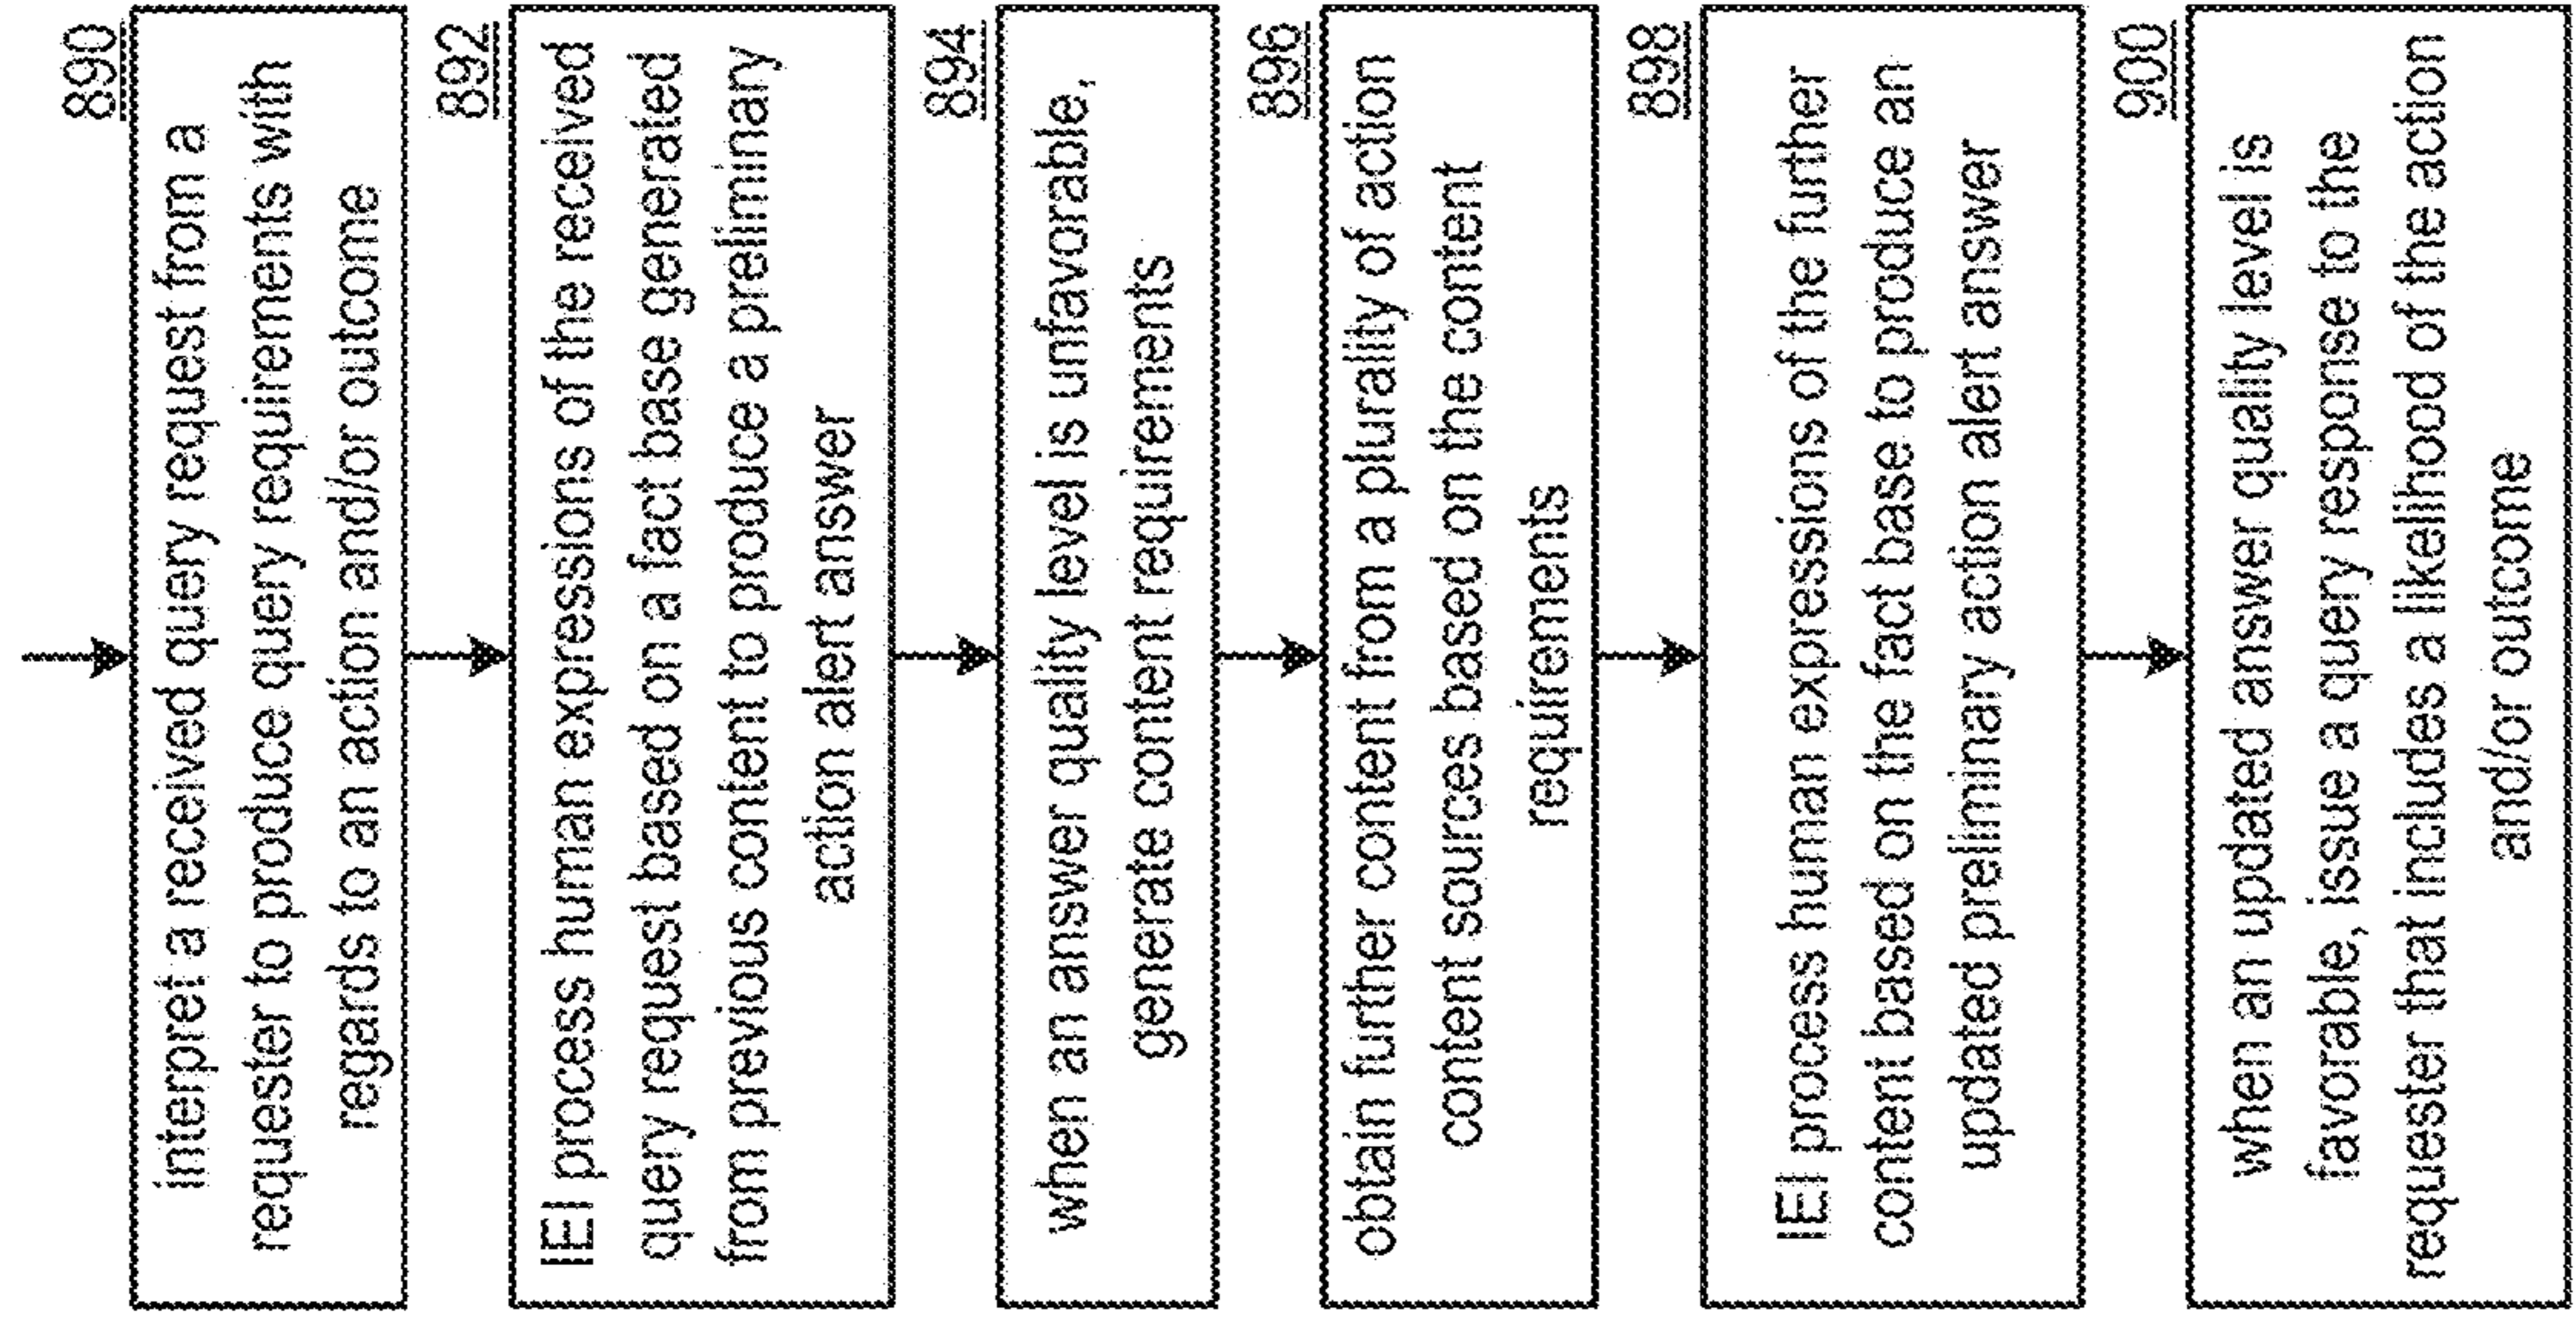 890
interpret a received query request from a
requester to produce query requirements with
regards to an action and/or outcome
892
IEI process human expressions of the received
query request based on a fact base generated
from previous content to produce a preliminary
action alert answer
894
when an answer quality level is unfavorable,
generate content requirements
896
obtain further content from a plurality of action
content sources based on the content
requirements
898
IEI process human expressions of the further
content based on the fact base to produce an
updated preliminary action alert answer
900
when an updated answer quality level is
favorable, issue a query response to the
requester that includes a likelihood of the action
and/or outcome